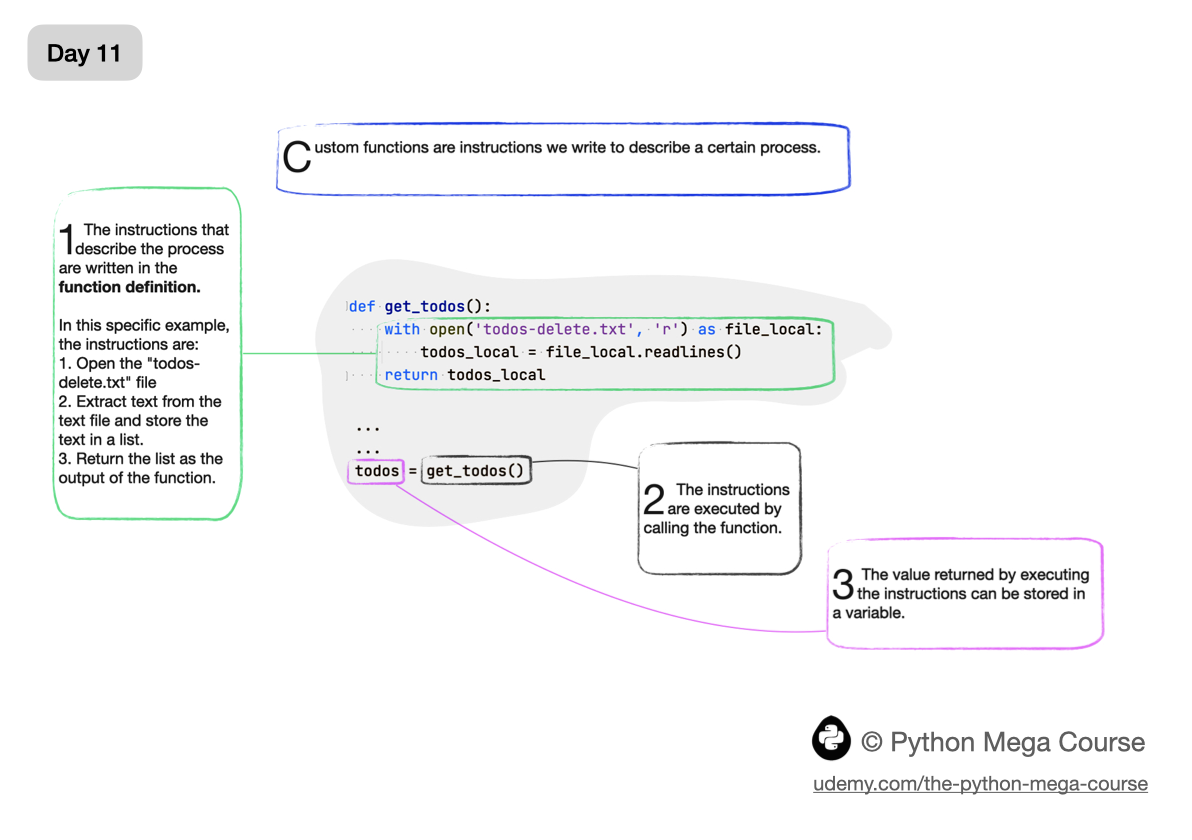 Day 11
Custom functions are instructions we write to describe a certain process.
1 The instructions that
describe the process
are written in the
function definition.
In this specific example,
the instructions are:
1. Open the "todos-
delete.txt" file
2. Extract text from the
text file and store the
text in a list.
3. Return the list as the
output of the function.
def get_todos():
with open('todos-delete.txt', 'r') as file_local:
todos_local = file_local.readlines()
return todos_local
...
...
todos = get_todos()
2 The instructions
are executed by
calling the function.
3 The value returned by executing
the instructions can be stored in
a variable.
© Python Mega Course
udemy.com/the-python-mega-course